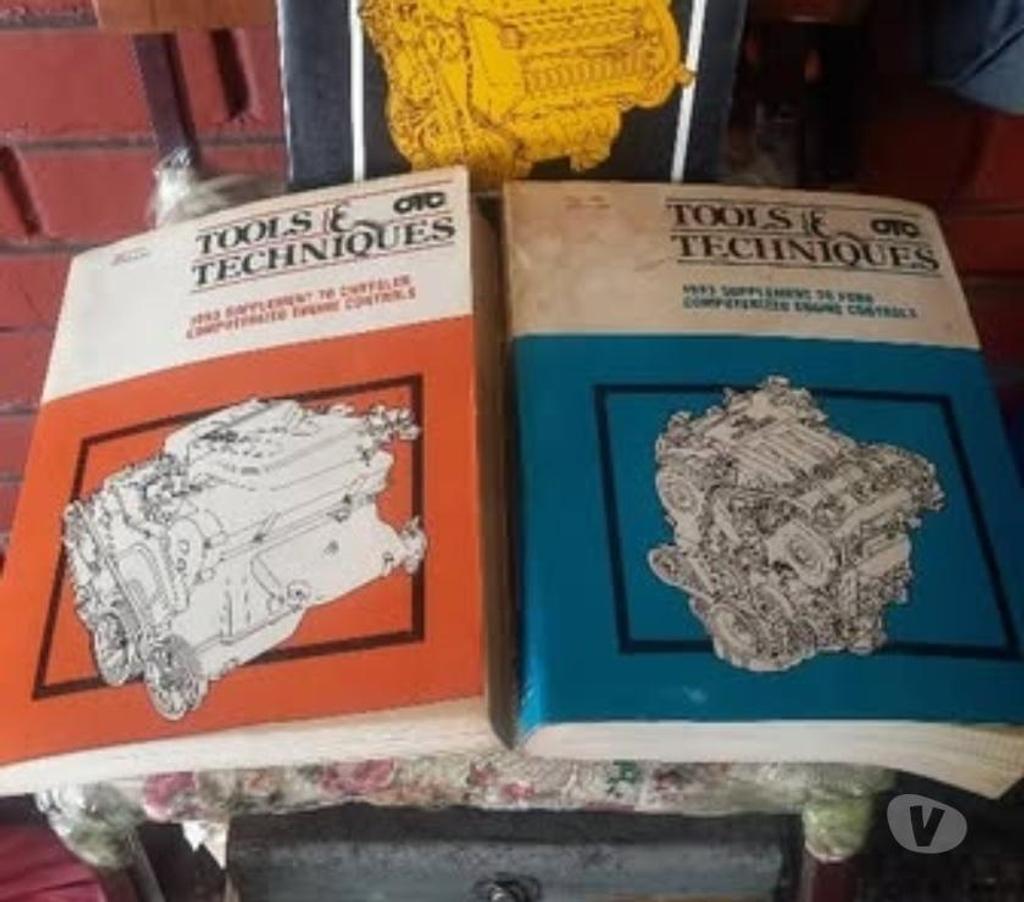 TOOLS & OTC
TECHNIQUES
1993 SUPPLEMENT TO CHRYSLER
COMPUTERIZED ENGINE CONTROLS
TOOLS & OTC
TECHNIQUES
1993 SUPPLEMENT TO FORD
COMPUTERIZED ENGINE CONTROLS
V